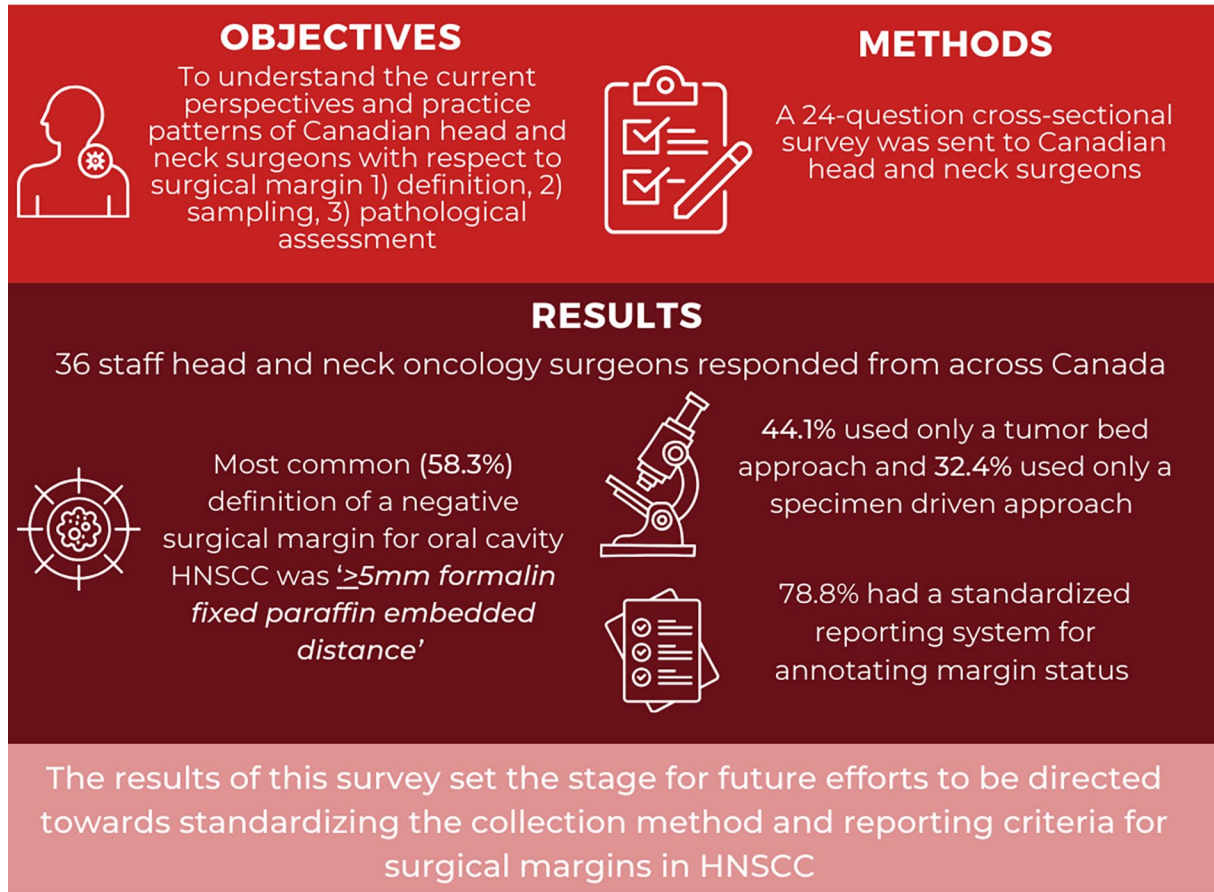 OBJECTIVES
To understand the current
perspectives and practice
patterns of Canadian head and
neck surgeons with respect to
surgical margin 1) definition, 2)
sampling, 3) pathological
assessment
METHODS
A 24-question cross-sectional
survey was sent to Canadian
head and neck surgeons
RESULTS
36 staff head and neck oncology surgeons responded from across Canada
Most common (58.3%)
definition of a negative
surgical margin for oral cavity
HNSCC was ‘≥5mm formalin
fixed paraffin embedded
distance’
44.1% used only a tumor bed
approach and 32.4% used only a
specimen driven approach
78.8% had a standardized
reporting system for
annotating margin status
The results of this survey set the stage for future efforts to be directed
towards standardizing the collection method and reporting criteria for
surgical margins in HNSCC